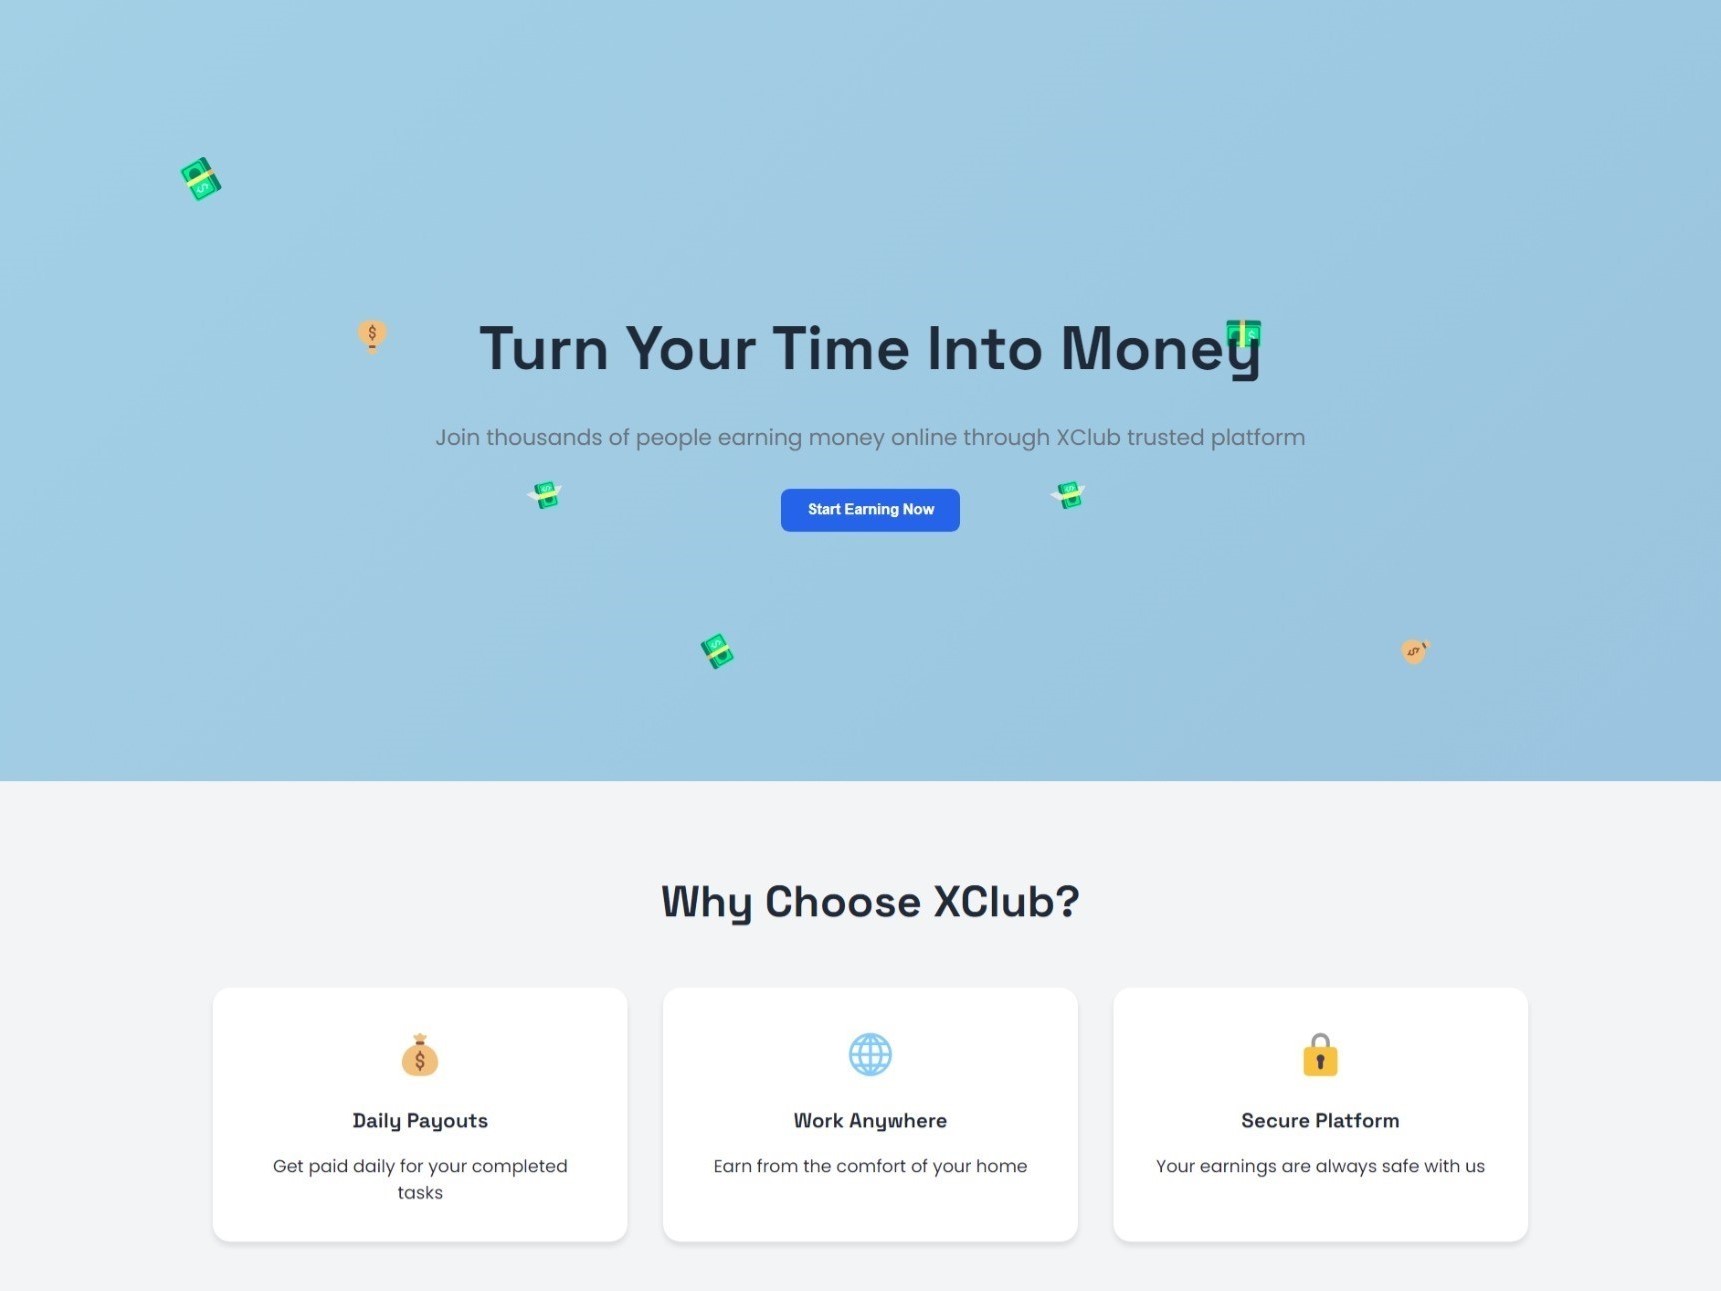 Turn Your Time Into Money
Join thousands of people earning money online through XClub trusted platform
Start Earning Now
Why Choose XClub?
Daily Payouts
Get paid daily for your completed
tasks
Work Anywhere
Earn from the comfort of your home
Secure Platform
Your earnings are always safe with us